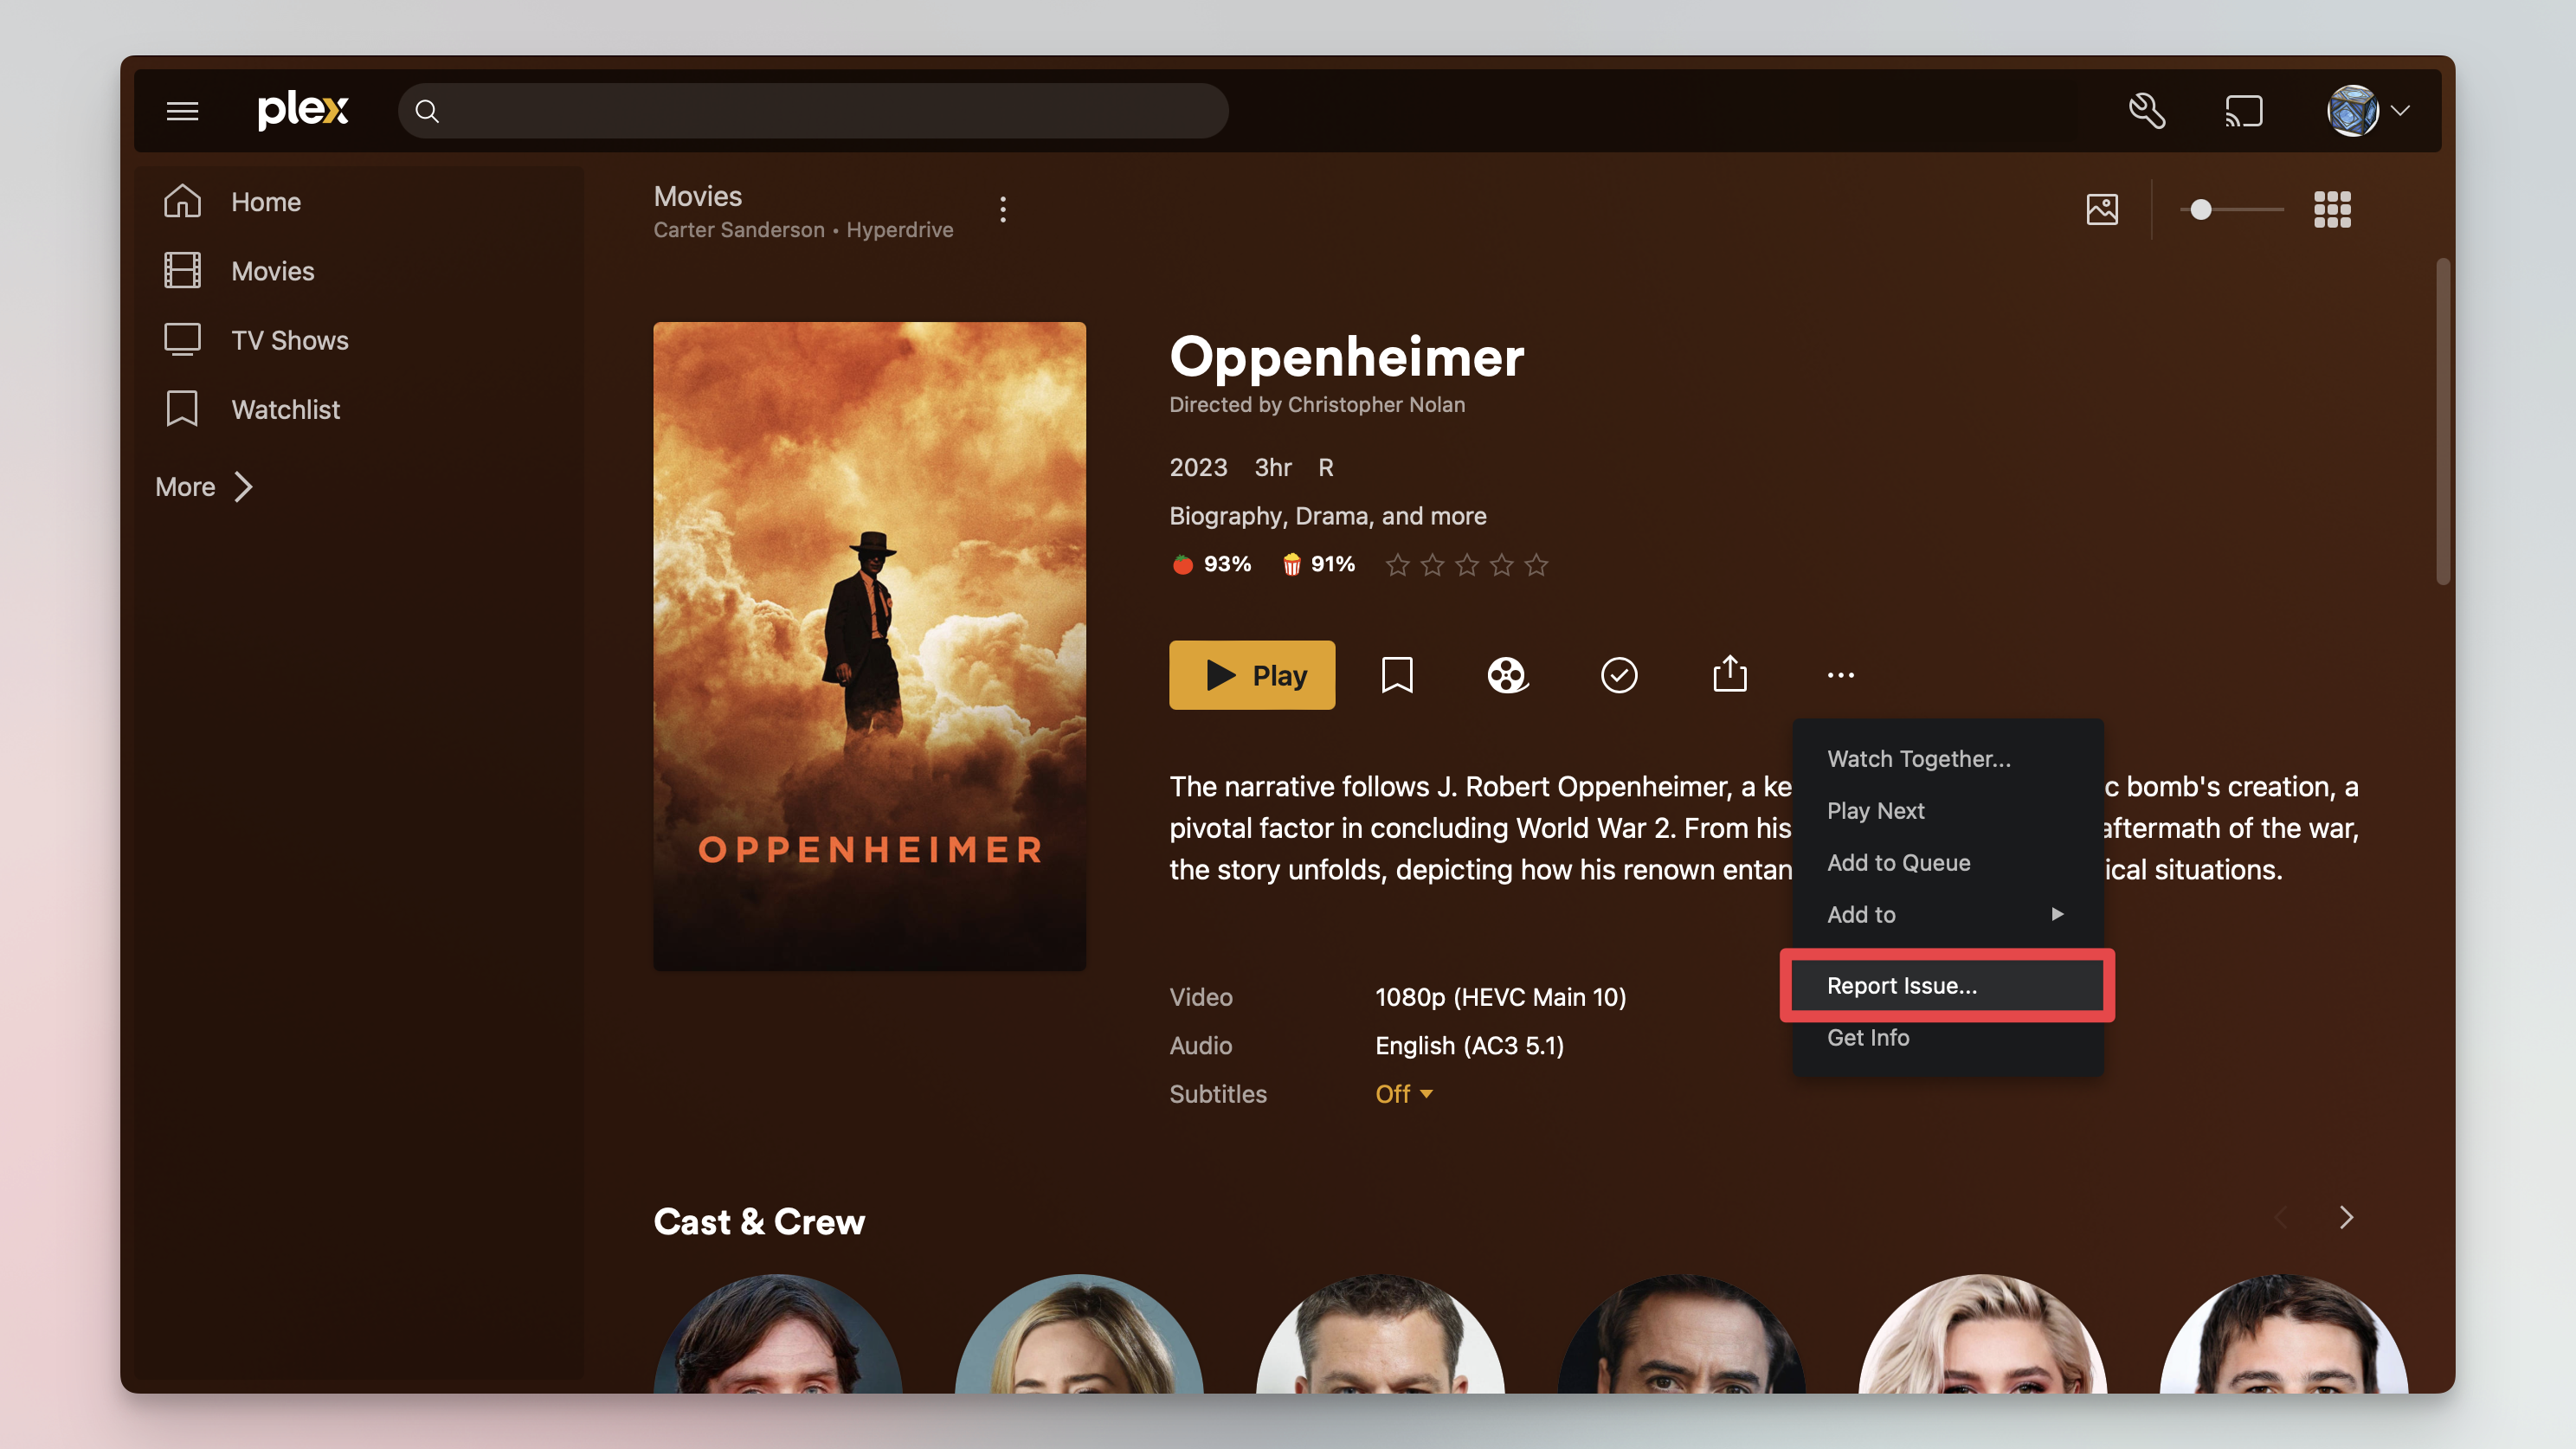 plex
Home
Movies
TV Shows
Watchlist
More
Movies
Carter Sanderson • Hyperdrive
OPPENHEIMER
Oppenheimer
Directed by Christopher Nolan
2023 3hr R
Biography, Drama, and more
93% 91%
Play
The narrative follows J. Robert Oppenheimer, a ke c bomb's creation, a
pivotal factor in concluding World War 2. From his aftermath of the war,
the story unfolds, depicting how his renown entan ical situations.
Watch Together...
Play Next
Add to Queue
Add to
Report Issue...
Get Info
Video 1080p (HEVC Main 10)
Audio English (AC3 5.1)
Subtitles Off
Cast & Crew